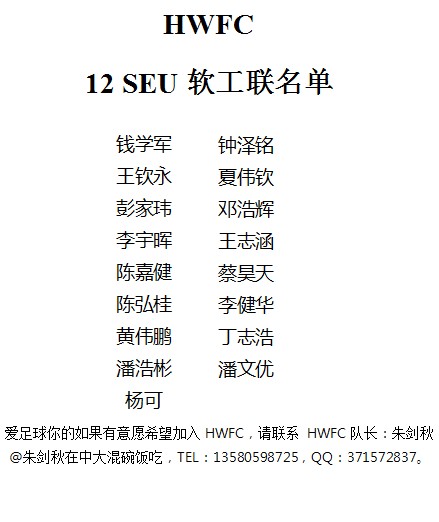 HWFC
12 SEU 软工联名单
钱学军 钟泽铭
王钦永 夏伟钦
彭家玮 邓浩辉
李宇晖 王志涵
陈嘉健 蔡昊天
陈弘桂 李健华
黄伟鹏 丁志浩
潘浩彬 潘文优
杨可
爱足球你的如果有意愿希望加入 HWFC，请联系 HWFC 队长：朱剑秋
@朱剑秋在中大混碗饭吃，TEL：13580598725，QQ：371572837。